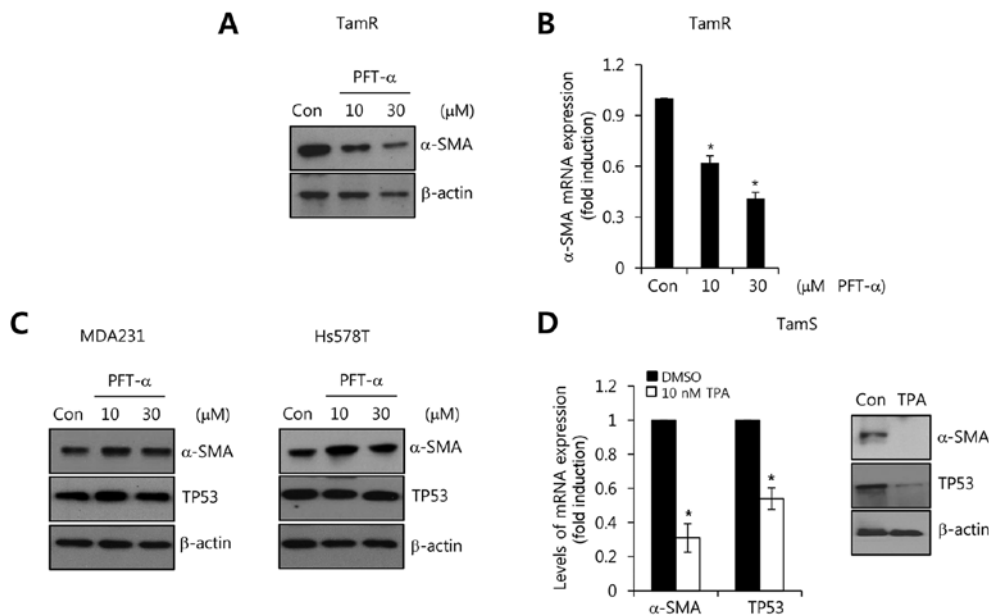 A
TamR
PFT-α
Con 10 30 (μM)
α-SMA
β-actin
B
TamR
α-SMA mRNA expression
(fold induction)
1.2
0.9
0.6
0.3
0
*
*
Con 10 30 (μM PFT-α)
C
MDA231
PFT-α
Con 10 30 (μM)
α-SMA
TP53
β-actin
Hs578T
PFT-α
Con 10 30 (μM)
α-SMA
TP53
β-actin
D
TamS
DMSO
10 nM TPA
Levels of mRNA expression
(fold induction)
1.2
1
0.8
0.6
0.4
0.2
0
*
*
α-SMA TP53
Con TPA
α-SMA
TP53
β-actin